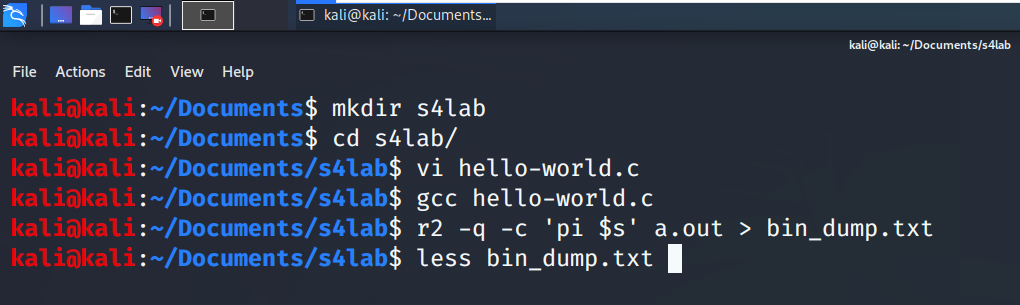 kali@kali: ~/Documents...
kali@kali: ~/Documents/s4lab
File Actions Edit View Help
kali@kali:~/Documents$ mkdir s4lab
kali@kali:~/Documents$ cd s4lab/
kali@kali:~/Documents/s4lab$ vi hello-world.c
kali@kali:~/Documents/s4lab$ gcc hello-world.c
kali@kali:~/Documents/s4lab$ r2 -q -c 'pi $s' a.out > bin_dump.txt
kali@kali:~/Documents/s4lab$ less bin_dump.txt